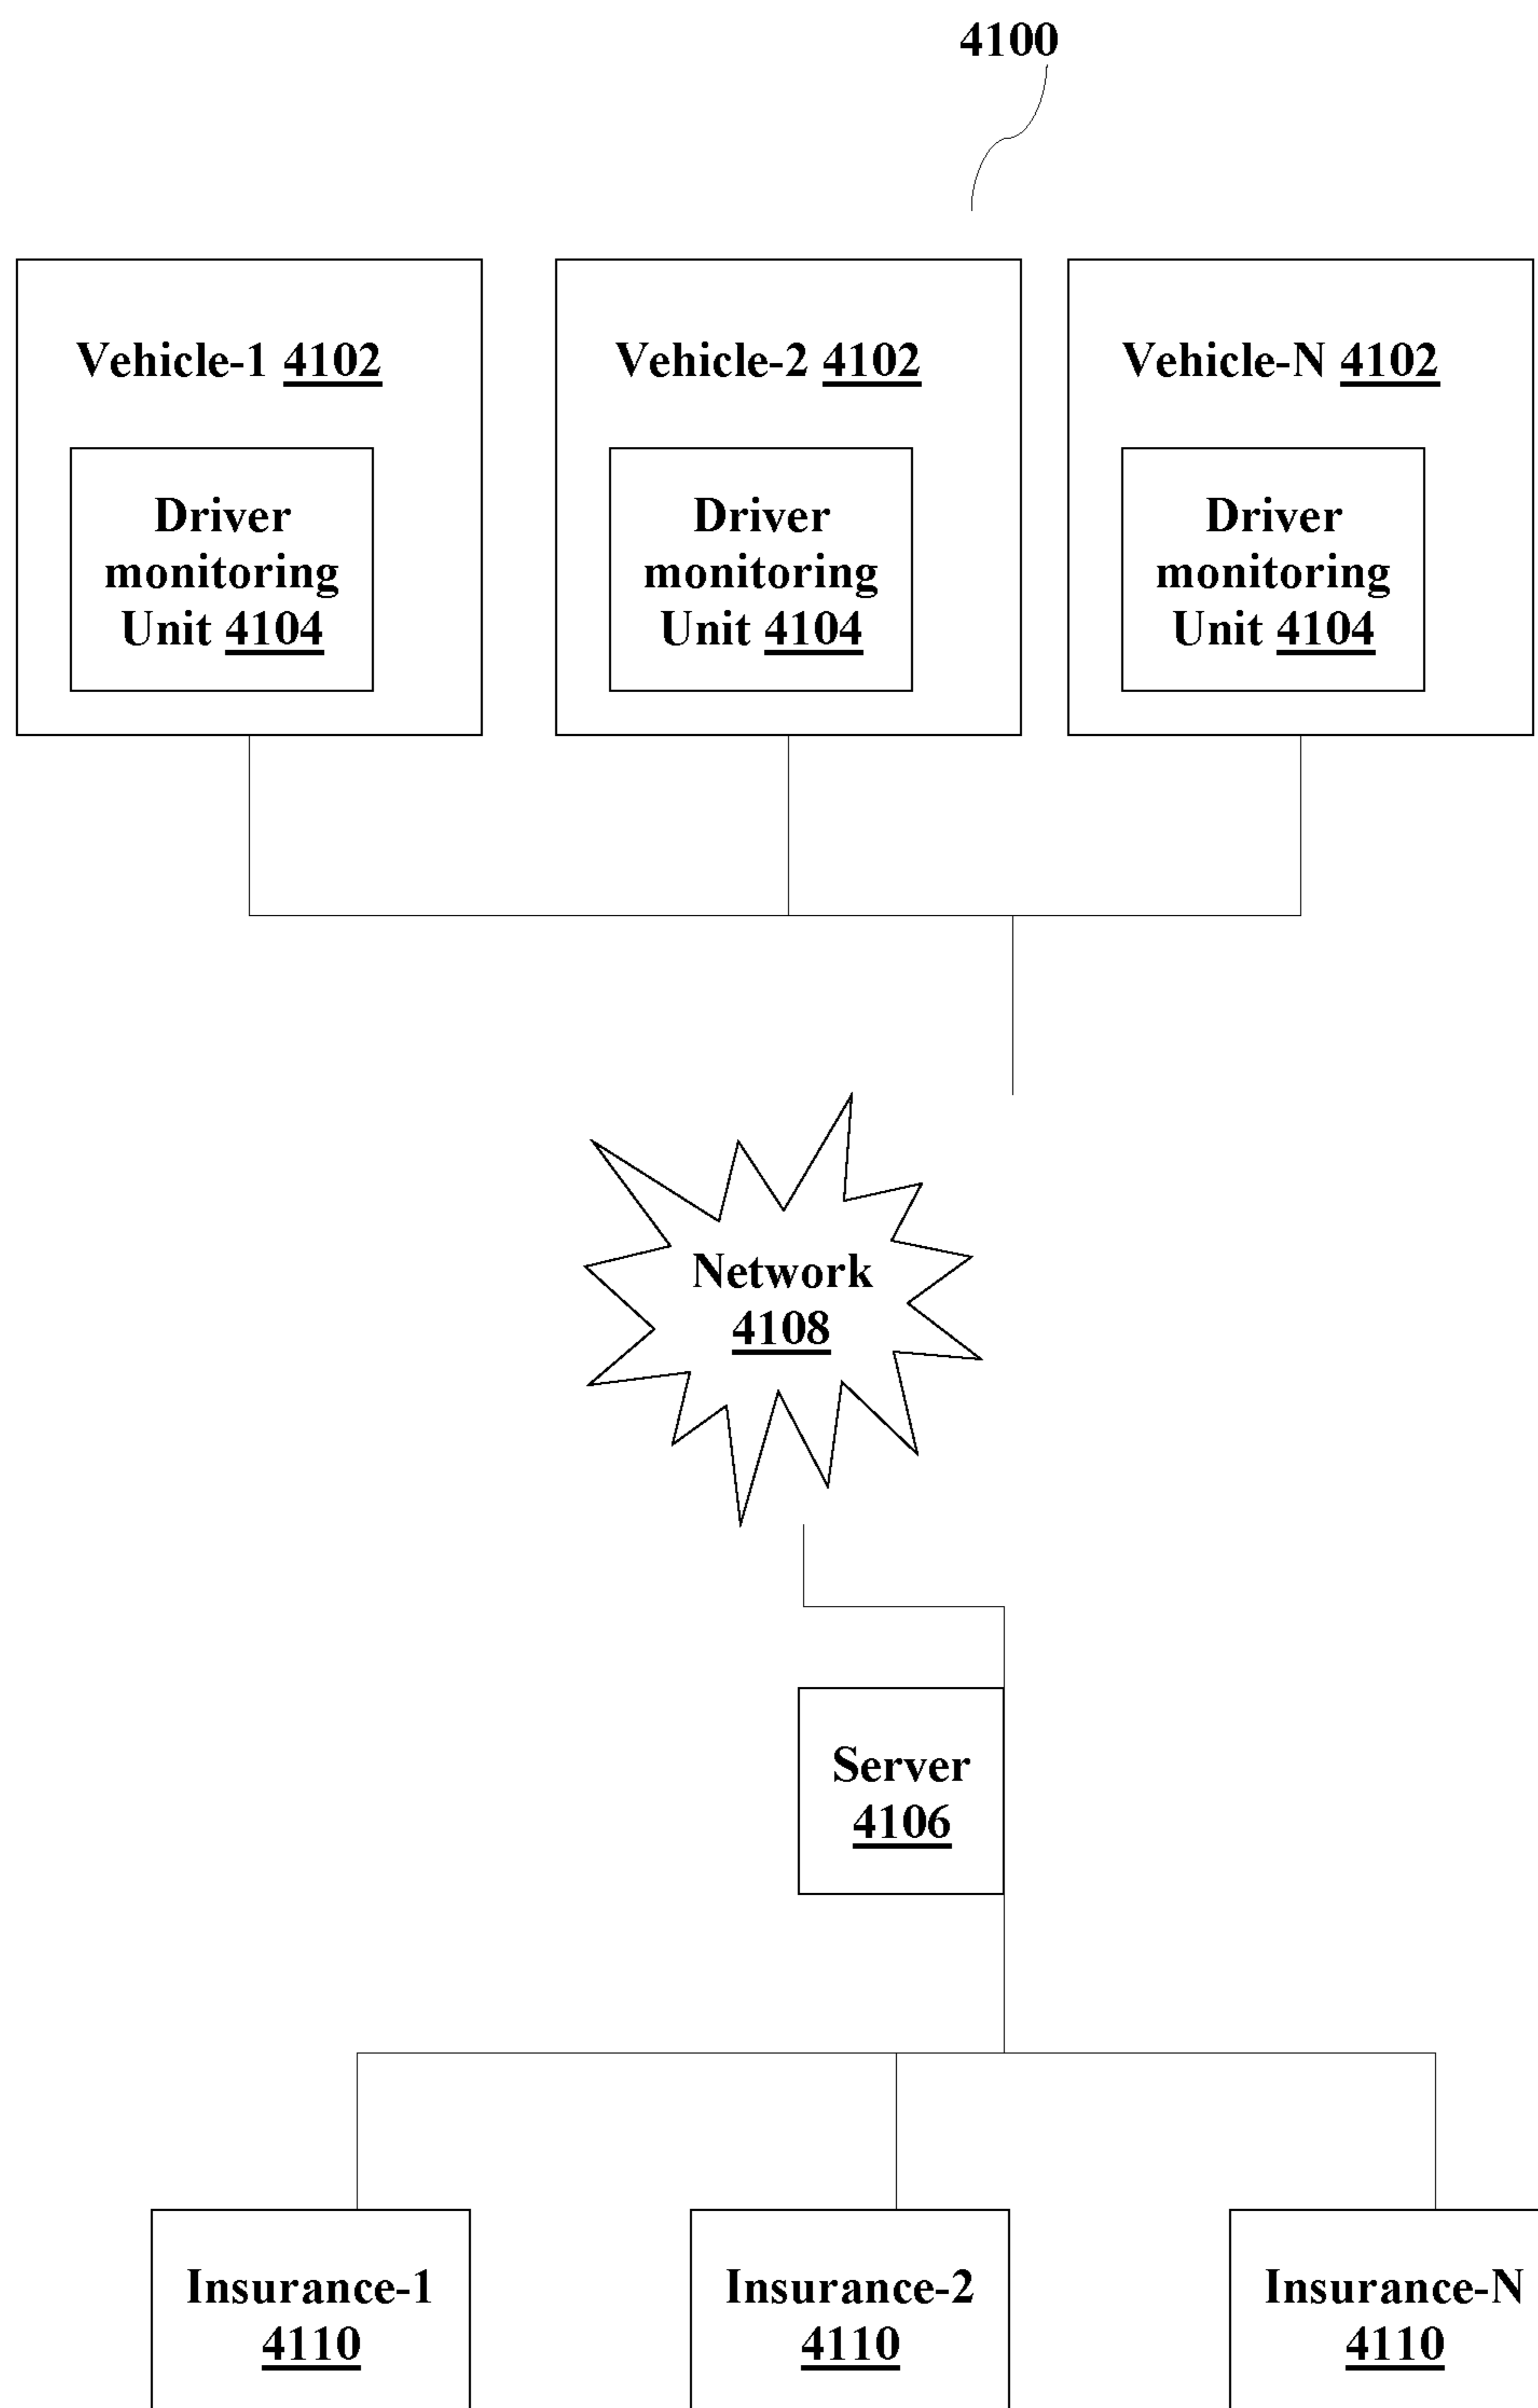 4100
Vehicle-1 4102
Driver
monitoring
Unit 4104
Vehicle-2 4102
Driver
monitoring
Unit 4104
Vehicle-N 4102
Driver
monitoring
Unit 4104
Network
4108
Server
4106
Insurance-1
4110
Insurance-2
4110
Insurance-N
4110